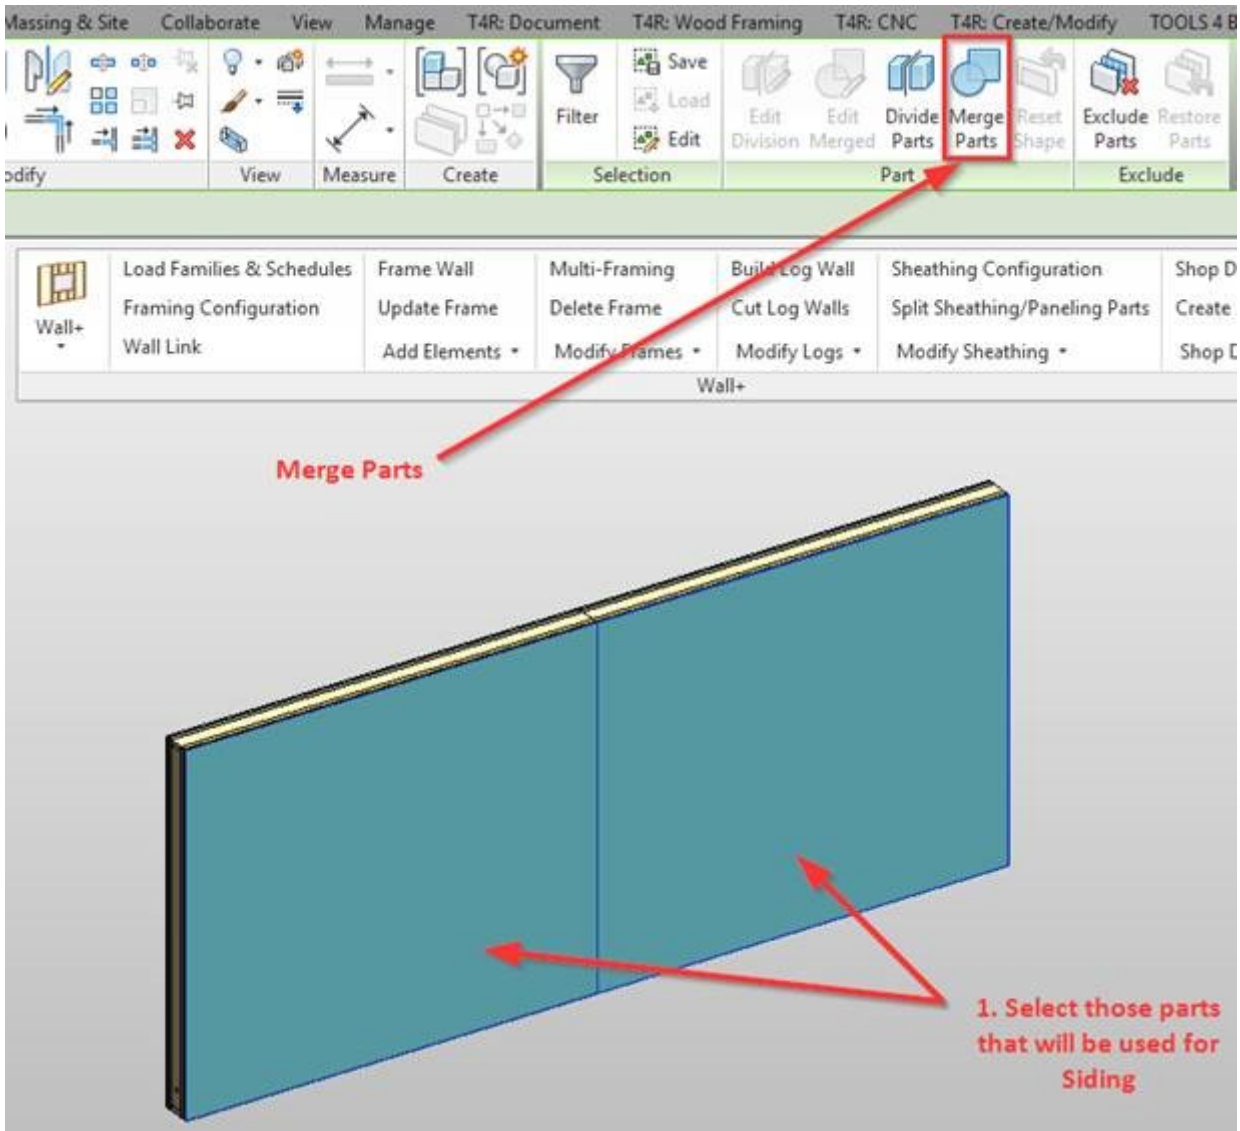 Massing & Site Collaborate View Manage T4R: Document T4R: Wood Framing T4R: CNC T4R: Create/Modify TOOLS 4 B
Save
Load
Edit
Filter
Edit Division
Edit Merged
Divide Parts
Merge Parts
Reset Shape
Exclude Parts
Restore Parts
odify View Measure Create Selection Part Exclude
Load Families & Schedules Frame Wall Multi-Framing Build Log Wall Sheathing Configuration Shop D
Framing Configuration Update Frame Delete Frame Cut Log Walls Split Sheathing/Paneling Parts Create
Wall+
Wall Link Add Elements Modify Frames Modify Logs Modify Sheathing Shop D
Wall+
Merge Parts
1. Select those parts
that will be used for
Siding